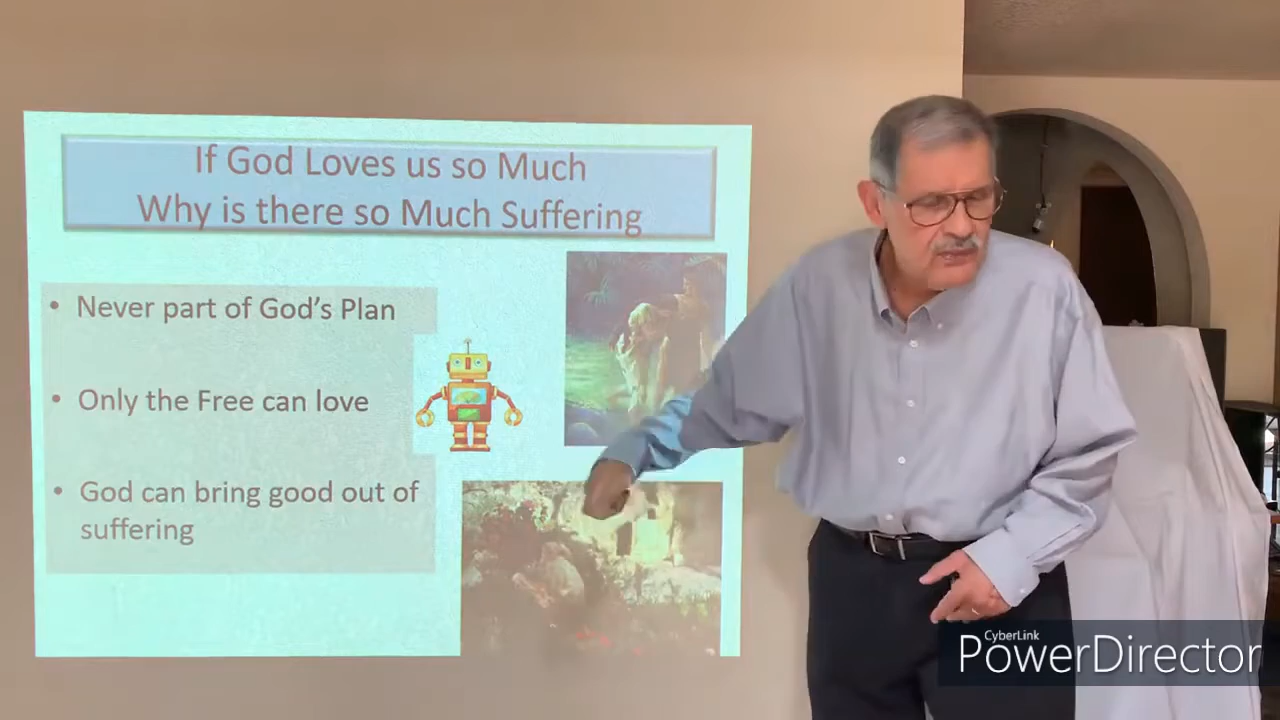 If God Loves us so Much
Why is there so Much Suffering
• Never part of God's Plan
• Only the Free can love
• God can bring good out of
suffering
CyberLink
PowerDirector